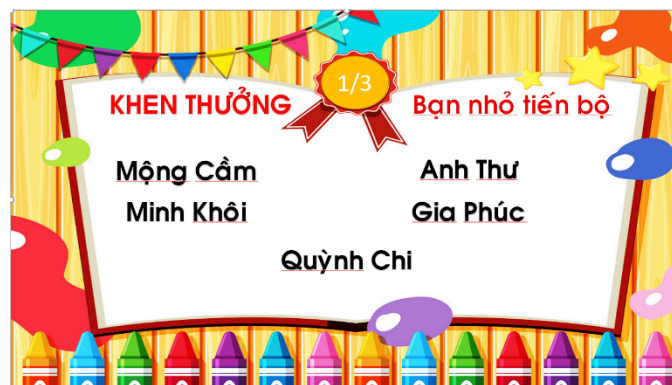 1/3
KHEN THƯỞNG Bạn nhỏ tiến bộ
Mộng Cầm Anh Thư
Minh Khôi Gia Phúc
Quỳnh Chi